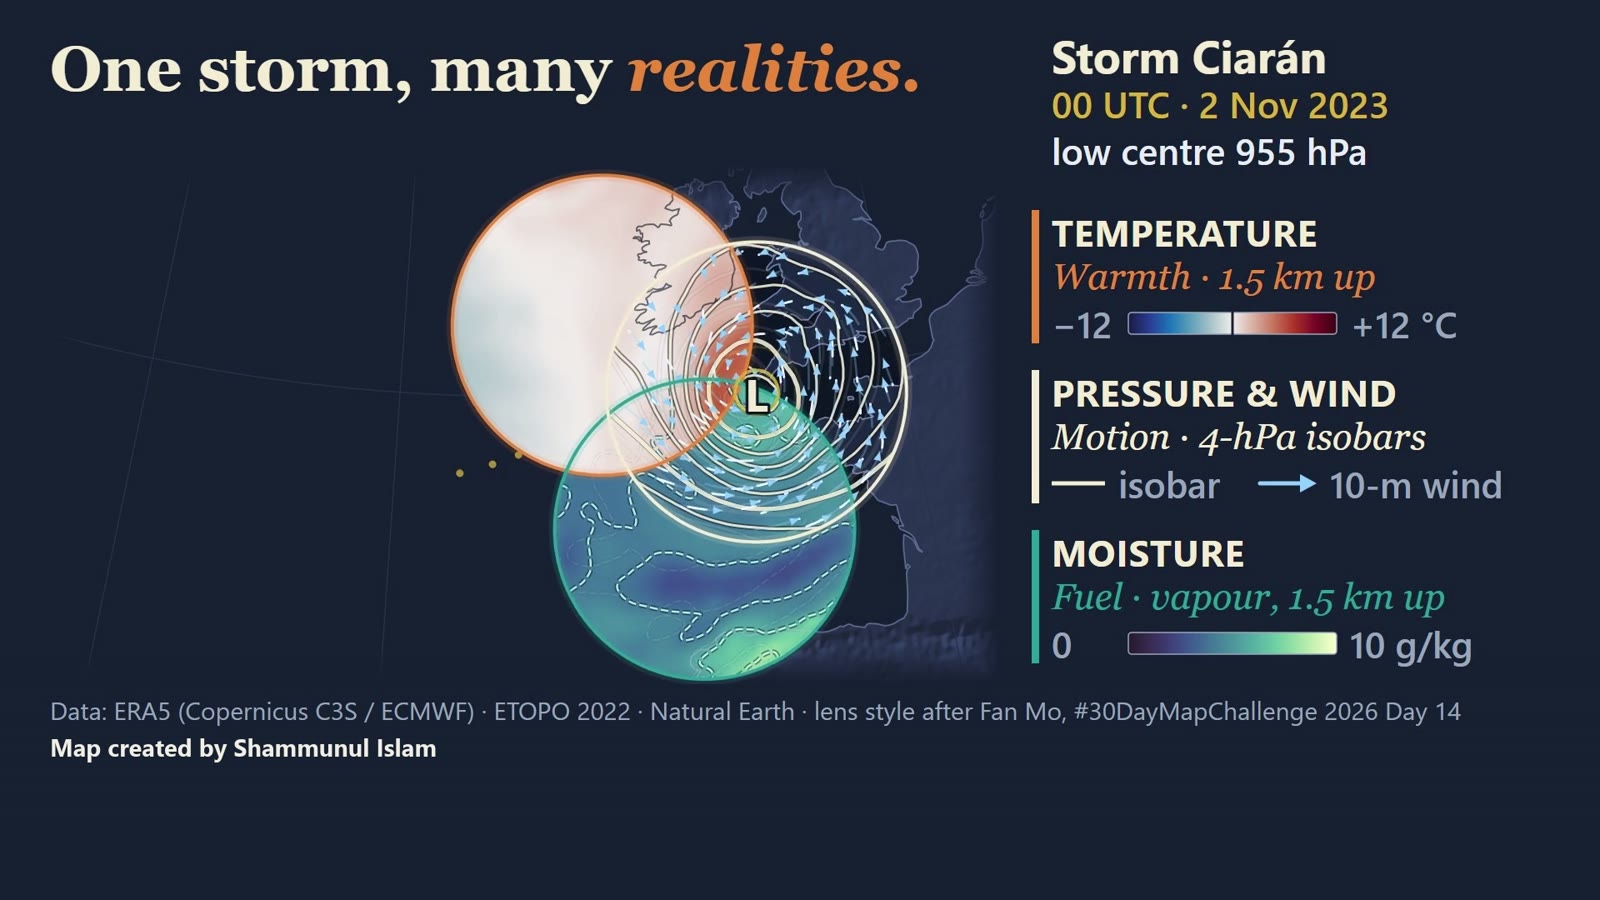 One storm, many realities.
Storm Ciarán
00 UTC · 2 Nov 2023
low centre 955 hPa
TEMPERATURE
Warmth · 1.5 km up
−12 +12 °C
PRESSURE & WIND
Motion · 4-hPa isobars
isobar 10-m wind
L
MOISTURE
Fuel · vapour, 1.5 km up
0 10 g/kg
Data: ERA5 (Copernicus C3S / ECMWF) · ETOPO 2022 · Natural Earth · lens style after Fan Mo, #30DayMapChallenge 2026 Day 14
Map created by Shammunul Islam